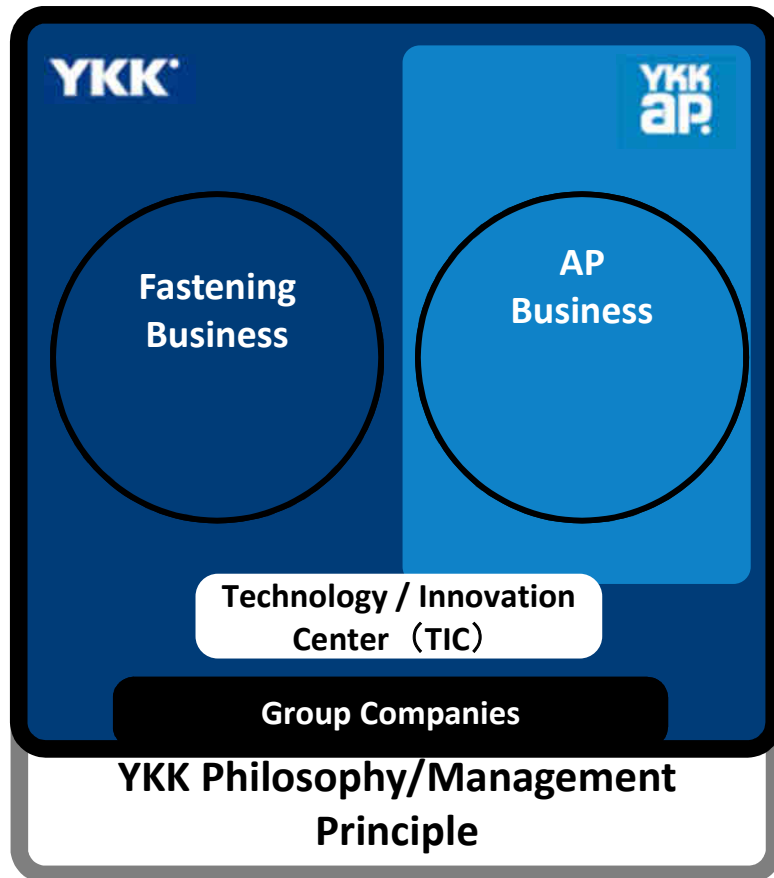 YKK
YKK
aP.
Fastening
Business
AP
Business
Technology / Innovation
Center （TIC）
Group Companies
YKK Philosophy/Management
Principle